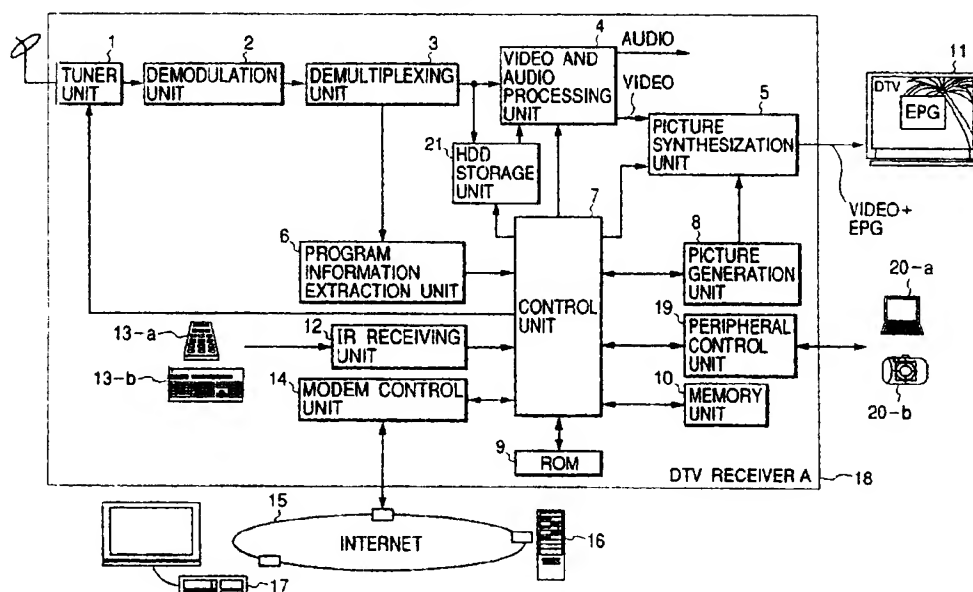 1
TUNER
UNIT
2
DEMODULATION
UNIT
3
DEMULTIPLEXING
UNIT
4
VIDEO AND
AUDIO
PROCESSING
UNIT
AUDIO
VIDEO
5
PICTURE
SYNTHESIZATION
UNIT
11
DTV
EPG
VIDEO+
EPG
21
HDD
STORAGE
UNIT
6
PROGRAM
INFORMATION
EXTRACTION UNIT
7
CONTROL
UNIT
8
PICTURE
GENERATION
UNIT
13-a
13-b
12
IR RECEIVING
UNIT
14
MODEM CONTROL
UNIT
19
PERIPHERAL
CONTROL
UNIT
20-a
20-b
10
MEMORY
UNIT
9
ROM
DTV RECEIVER A
18
15
INTERNET
16
17